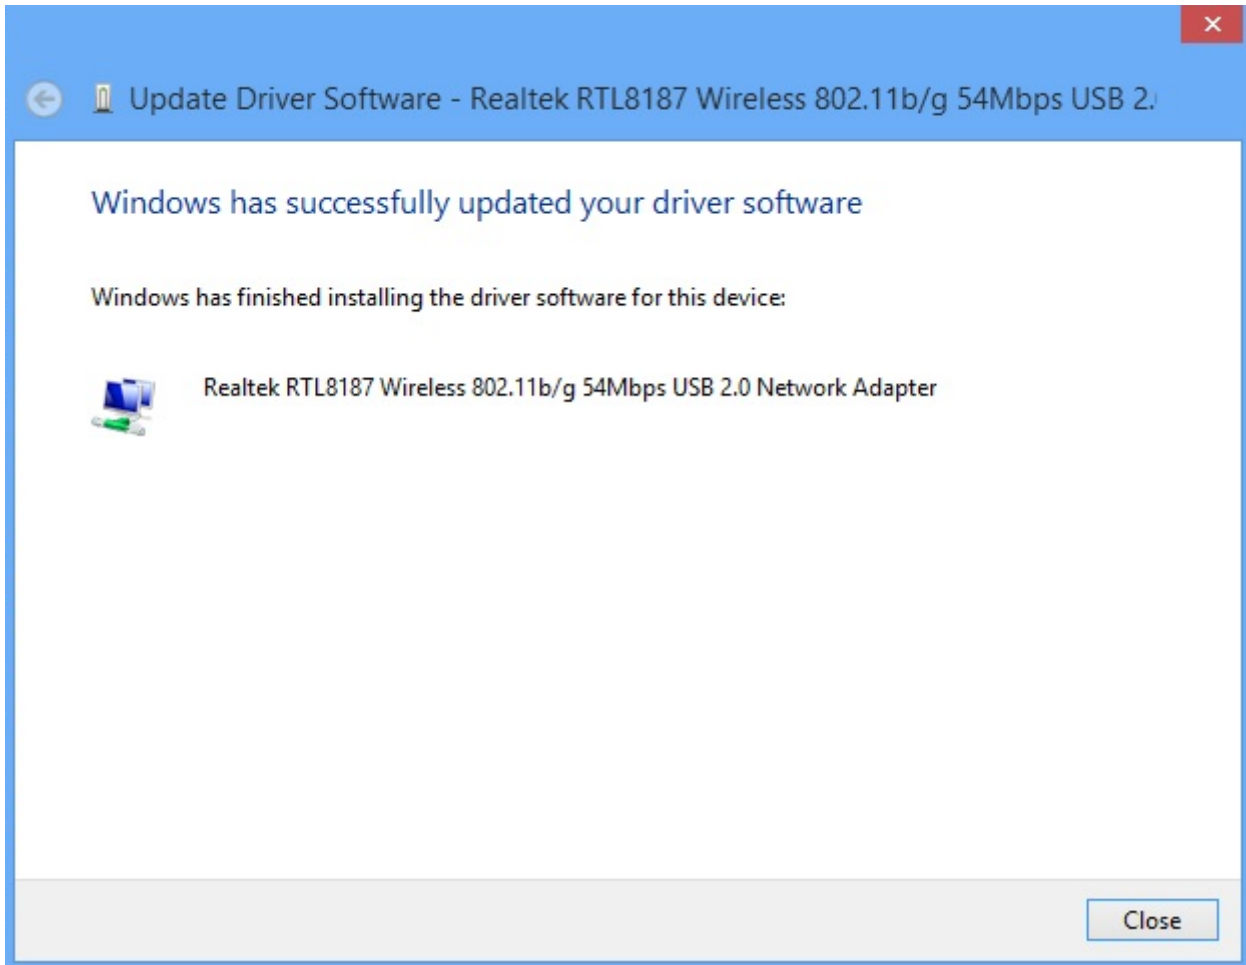 Update Driver Software - Realtek RTL8187 Wireless 802.11b/g 54Mbps USB 2.
Windows has successfully updated your driver software
Windows has finished installing the driver software for this device:
Realtek RTL8187 Wireless 802.11b/g 54Mbps USB 2.0 Network Adapter
Close